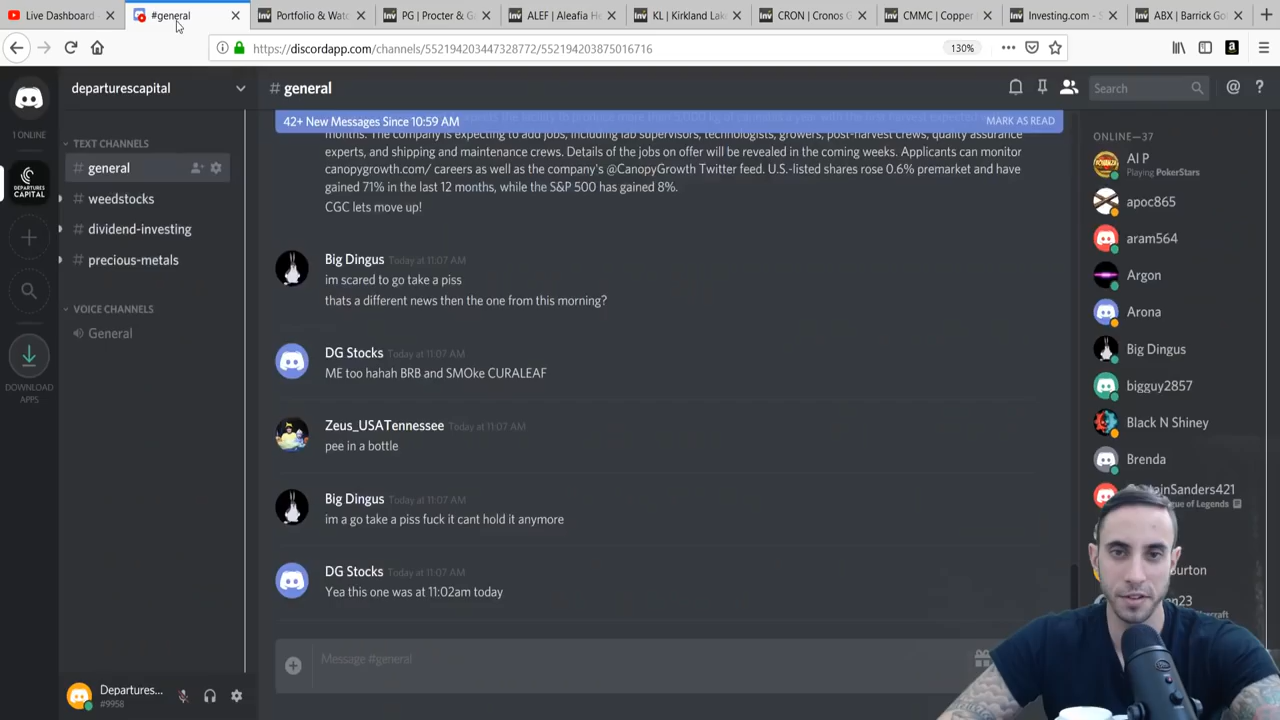 Live Dashboard -
#general
Portfolio & Wat
PG | Procter & G
ALEF | Aleafia He
KL | Kirkland Lak
CRON | Cronos G
CMMC | Copper
Investing.com - S
ABX | Barrick Go
https://discordapp.com/channels/552194203447328772/552194203875016716
130%
departurescapital
# general
Search
1 ONLINE
DEPARTURES
CAPITAL
DOWNLOAD
APPS
TEXT CHANNELS
# general
# weedstocks
# dividend-investing
# precious-metals
VOICE CHANNELS
General
Departures...
#9958
42+ New Messages Since 10:59 AM
MARK AS READ
months. The company is expecting to add jobs, including lab supervisors, technologists, growers, post-harvest crews, quality assurance
experts, and shipping and maintenance crews. Details of the jobs on offer will be revealed in the coming weeks. Applicants can monitor
canopygrowth.com/ careers as well as the company's @CanopyGrowth Twitter feed. U.S.-listed shares rose 0.6% premarket and have
gained 71% in the last 12 months, while the S&P 500 has gained 8%.
CGC lets move up!
Big Dingus Today at 11:07 AM
im scared to go take a piss
thats a different news then the one from this morning?
DG Stocks Today at 11:07 AM
ME too hahah BRB and SMOke CURALEAF
Zeus_USATennessee Today at 11:07 AM
pee in a bottle
Big Dingus Today at 11:07 AM
im a go take a piss fuck it cant hold it anymore
DG Stocks Today at 11:07 AM
Yea this one was at 11:02am today
Message #general
ONLINE—37
Al P
Playing PokerStars
apoc865
aram564
Argon
Arona
Big Dingus
bigguy2857
Black N Shiney
Brenda